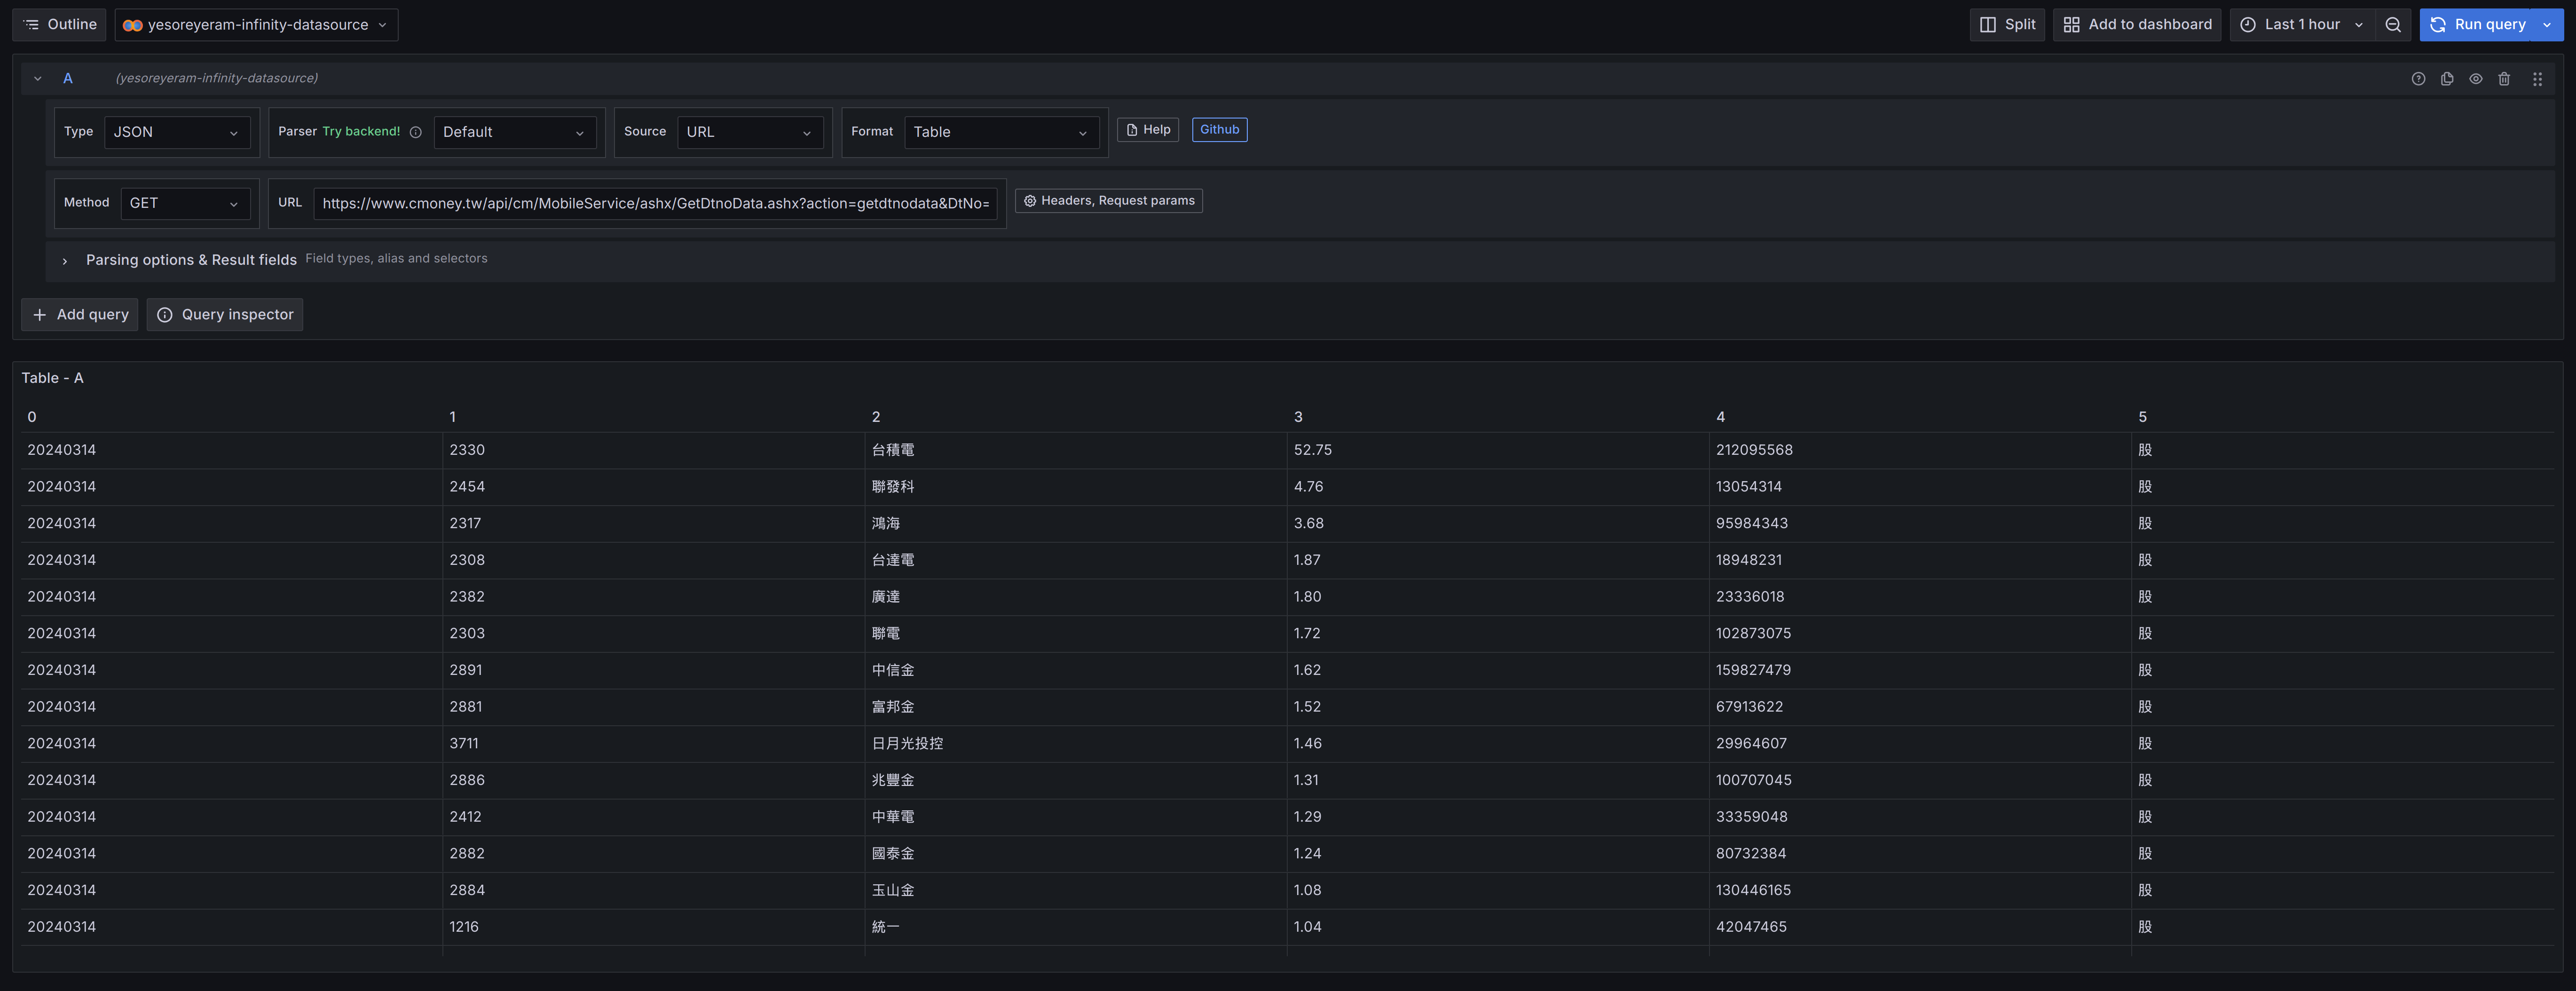 Outline yesoreyeram-infinity-datasource Split Add to dashboard Last 1 hour Run query
A (yesoreyeram-infinity-datasource)
Type JSON Parser Try backend! Default Source URL Format Table Help Github
Method GET URL https://www.cmoney.tw/api/cm/MobileService/ashx/GetDtnoData.ashx?action=getdtnodata&DtNo= Headers, Request params
Parsing options & Result fields Field types, alias and selectors
Add query Query inspector
Table - A
0 1 2 3 4 5
20240314 2330 台積電 52.75 212095568 股
20240314 2454 聯發科 4.76 13054314 股
20240314 2317 鴻海 3.68 95984343 股
20240314 2308 台達電 1.87 18948231 股
20240314 2382 廣達 1.80 23336018 股
20240314 2303 聯電 1.72 102873075 股
20240314 2891 中信金 1.62 159827479 股
20240314 2881 富邦金 1.52 67913622 股
20240314 3711 日月光投控 1.46 29964607 股
20240314 2886 兆豐金 1.31 100707045 股
20240314 2412 中華電 1.29 33359048 股
20240314 2882 國泰金 1.24 80732384 股
20240314 2884 玉山金 1.08 130446165 股
20240314 1216 統一 1.04 42047465 股